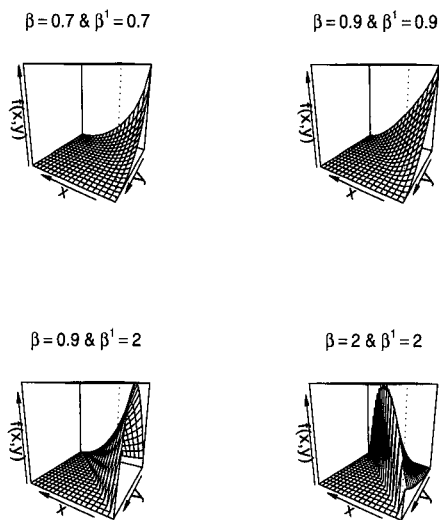 β = 0.7 & β¹ = 0.7
β = 0.9 & β¹ = 0.9
f(x,y)
x
y
f(x,y)
x
y
β = 0.9 & β¹ = 2
β = 2 & β¹ = 2
f(x,y)
x
y
f(x,y)
x
y